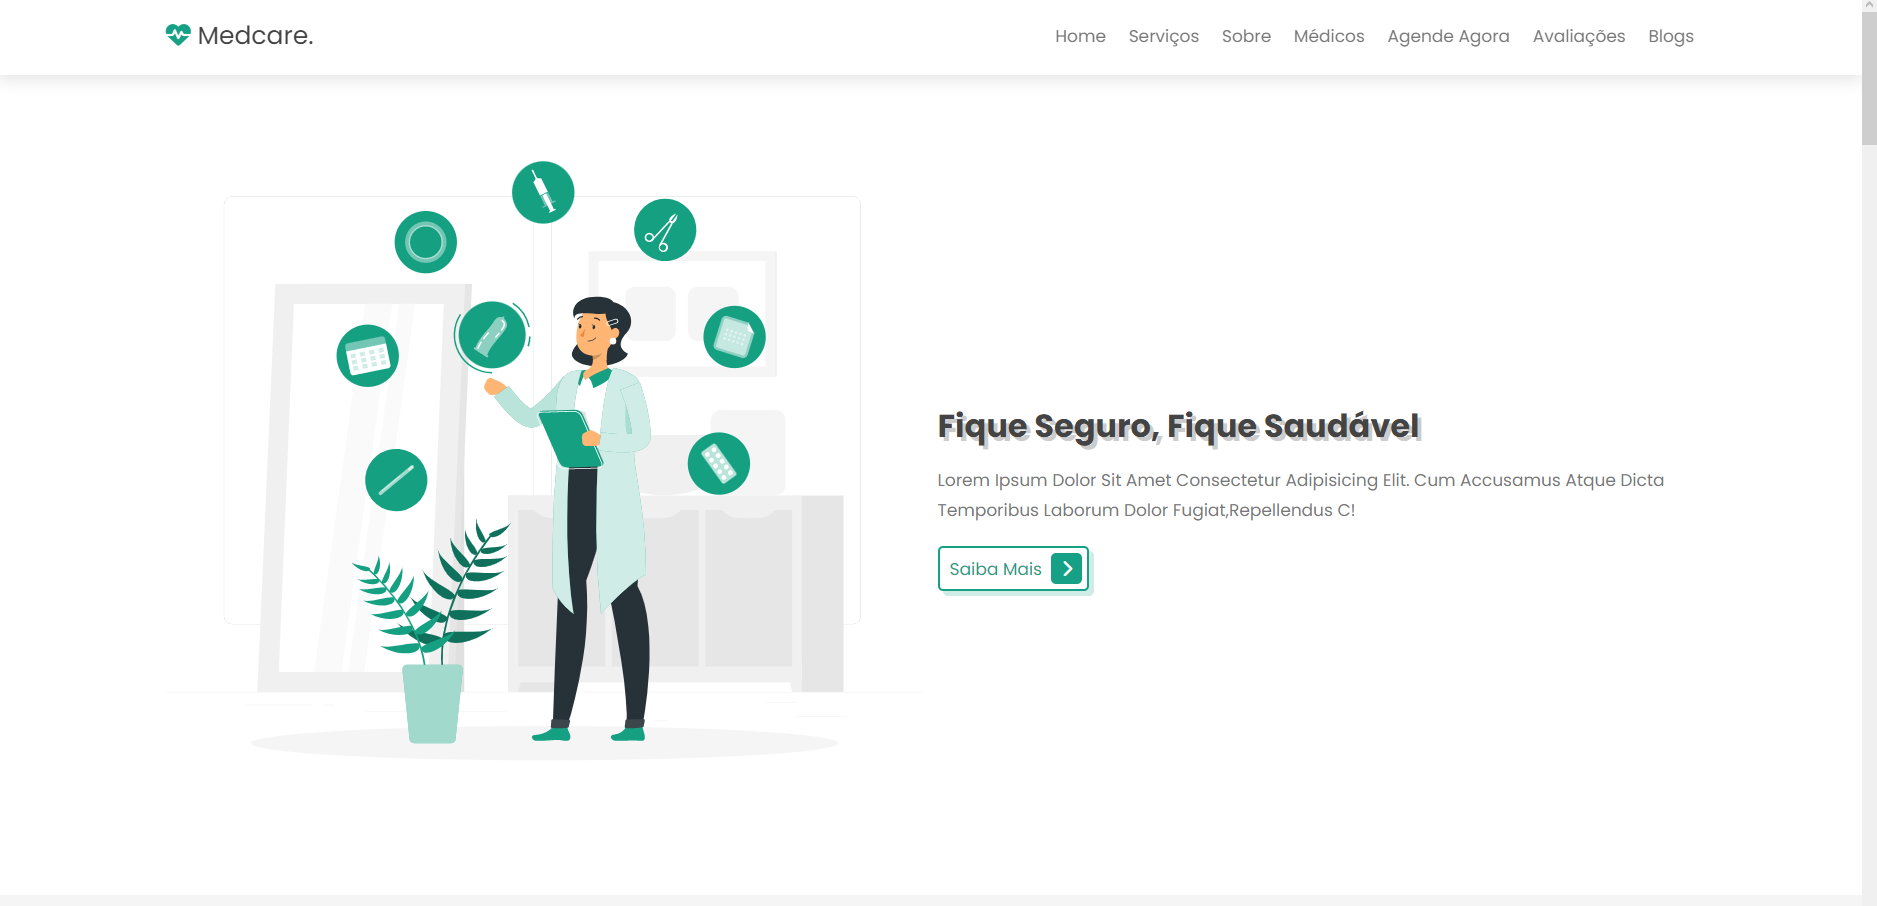 Medcare.
Home Serviços Sobre Médicos Agende Agora Avaliações Blogs
Fique Seguro, Fique Saudável
Lorem Ipsum Dolor Sit Amet Consectetur Adipisicing Elit. Cum Accusamus Atque Dicta
Temporibus Laborum Dolor Fugiat,Repellendus C!
Saiba Mais